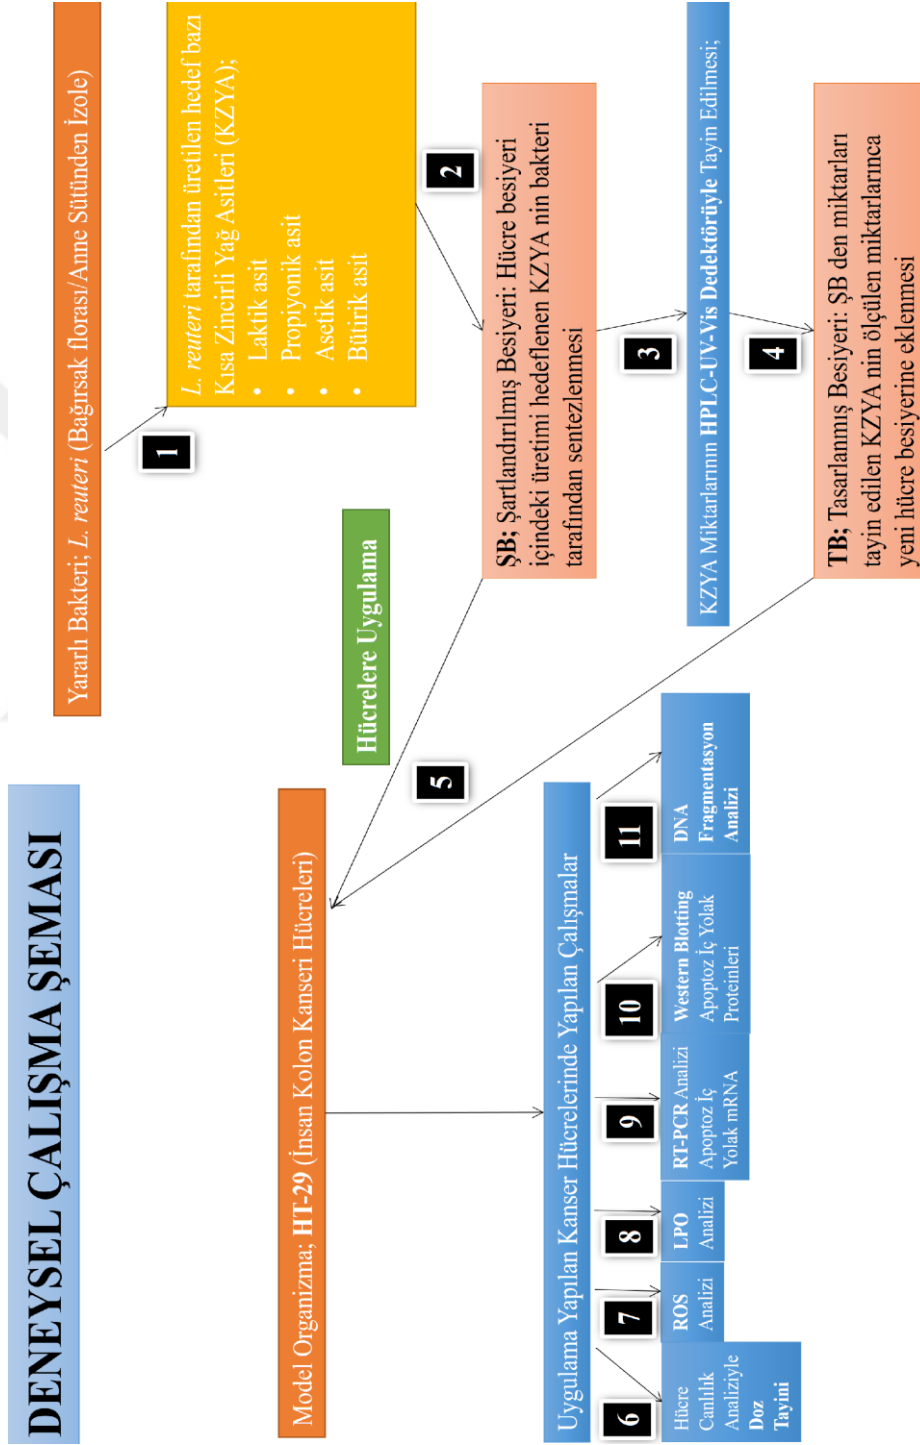 DENEYSEL ÇALIŞMA ŞEMASI
Yararlı Bakteri; L. reuteri (Bağırsak florası/Anne Sütünden İzole)
1
L. reuteri tarafından üretilen hedef bazı
Kısa Zincirli Yağ Asitleri (KZYA);
• Laktik asit
• Propiyonik asit
• Asetik asit
• Bütirik asit
2
ŞB; Şartlandırılmış Besiyeri: Hücre besiyeri
içindeki üretimi hedeflenen KZYA nin bakteri
tarafından sentezlenmesi
3
KZYA Miktarlarının HPLC-UV-Vis Dedektörüyle Tayin Edilmesi;
4
TB; Tasarlanmış Besiyeri: ŞB den miktarları
tayin edilen KZYA nin ölçülen miktarlarınca
yeni hücre besiyerine eklenmesi
Hücrelere Uygulama
5
Model Organizma; HT-29 (İnsan Kolon Kanseri Hücreleri)
Uygulama Yapılan Kanser Hücrelerinde Yapılan Çalışmalar
6
Hücre
Canlılık
Analiziyle
Doz
Tayini
7
ROS
Analizi
8
LPO
Analizi
9
RT-PCR Analizi
Apoptoz İç
Yolak mRNA
10
Western Blotting
Apoptoz İç Yolak
Proteinleri
11
DNA
Fragmentasyon
Analizi